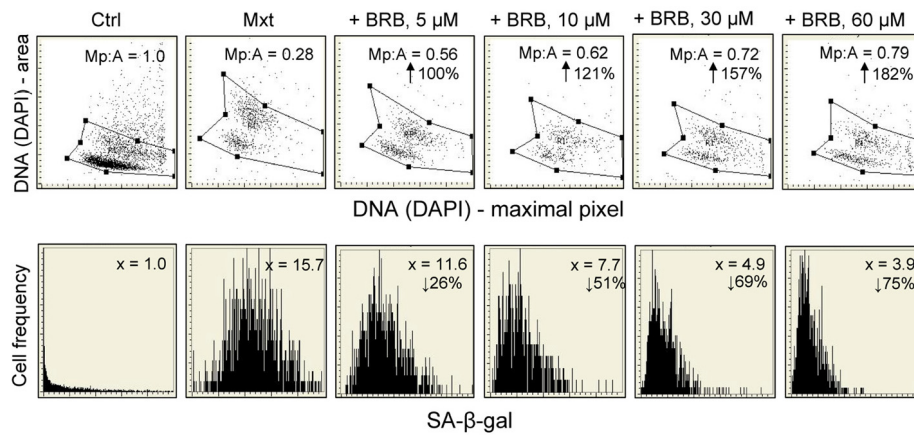 Ctrl
Mxt
+ BRB, 5 µM
+ BRB, 10 µM
+ BRB, 30 µM
+ BRB, 60 µM
DNA (DAPI) - area
Mp:A = 1.0
Mp:A = 0.28
Mp:A = 0.56
↑ 100%
Mp:A = 0.62
↑ 121%
Mp:A = 0.72
↑ 157%
Mp:A = 0.79
↑ 182%
DNA (DAPI) - maximal pixel
Cell frequency
x = 1.0
x = 15.7
x = 11.6
↓26%
x = 7.7
↓51%
x = 4.9
↓69%
x = 3.9
↓75%
SA-β-gal